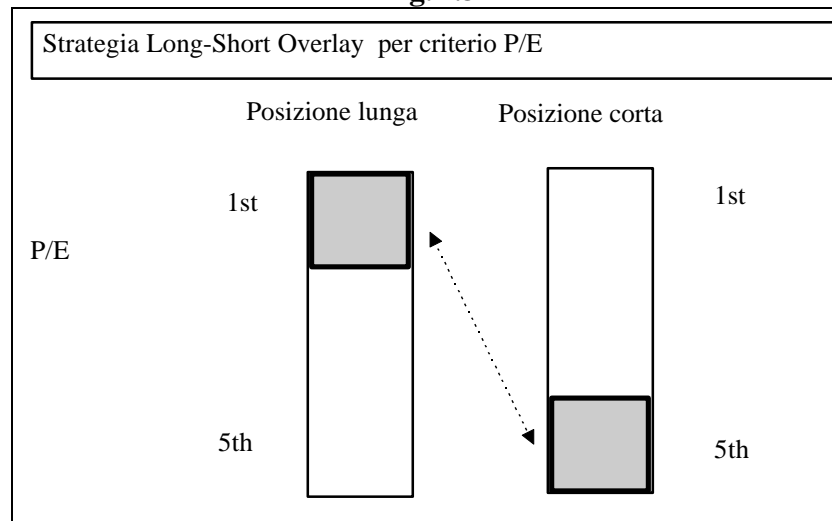 Strategia Long-Short Overlay per criterio P/E
Posizione lunga Posizione corta
1st 1st
P/E
5th 5th